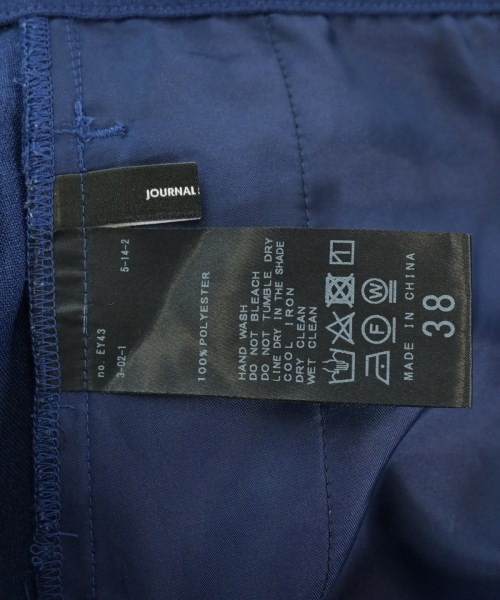 JOURNAL
no. EY43
3-02-1
5-14-2
100% POLYESTER
HAND WASH
DO NOT BLEACH
DO NOT TUMBLE DRY
LINE DRY IN THE SHADE
COOL IRON
DRY CLEAN
WET CLEAN
F W
MADE IN CHINA
38